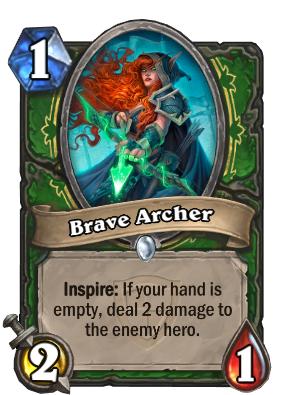 1
Brave Archer
Inspire: If your hand is
empty, deal 2 damage to
the enemy hero.
2
1